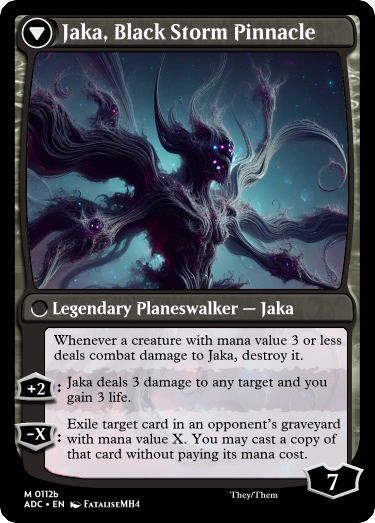 Jaka, Black Storm Pinnacle
Legendary Planeswalker — Jaka
Whenever a creature with mana value 3 or less
deals combat damage to Jaka, destroy it.
+2: Jaka deals 3 damage to any target and you
gain 3 life.
-X: Exile target card in an opponent's graveyard
with mana value X. You may cast a copy of
that card without paying its mana cost.
7
M 0112b
ADC • EN FataliseMH4
They/Them